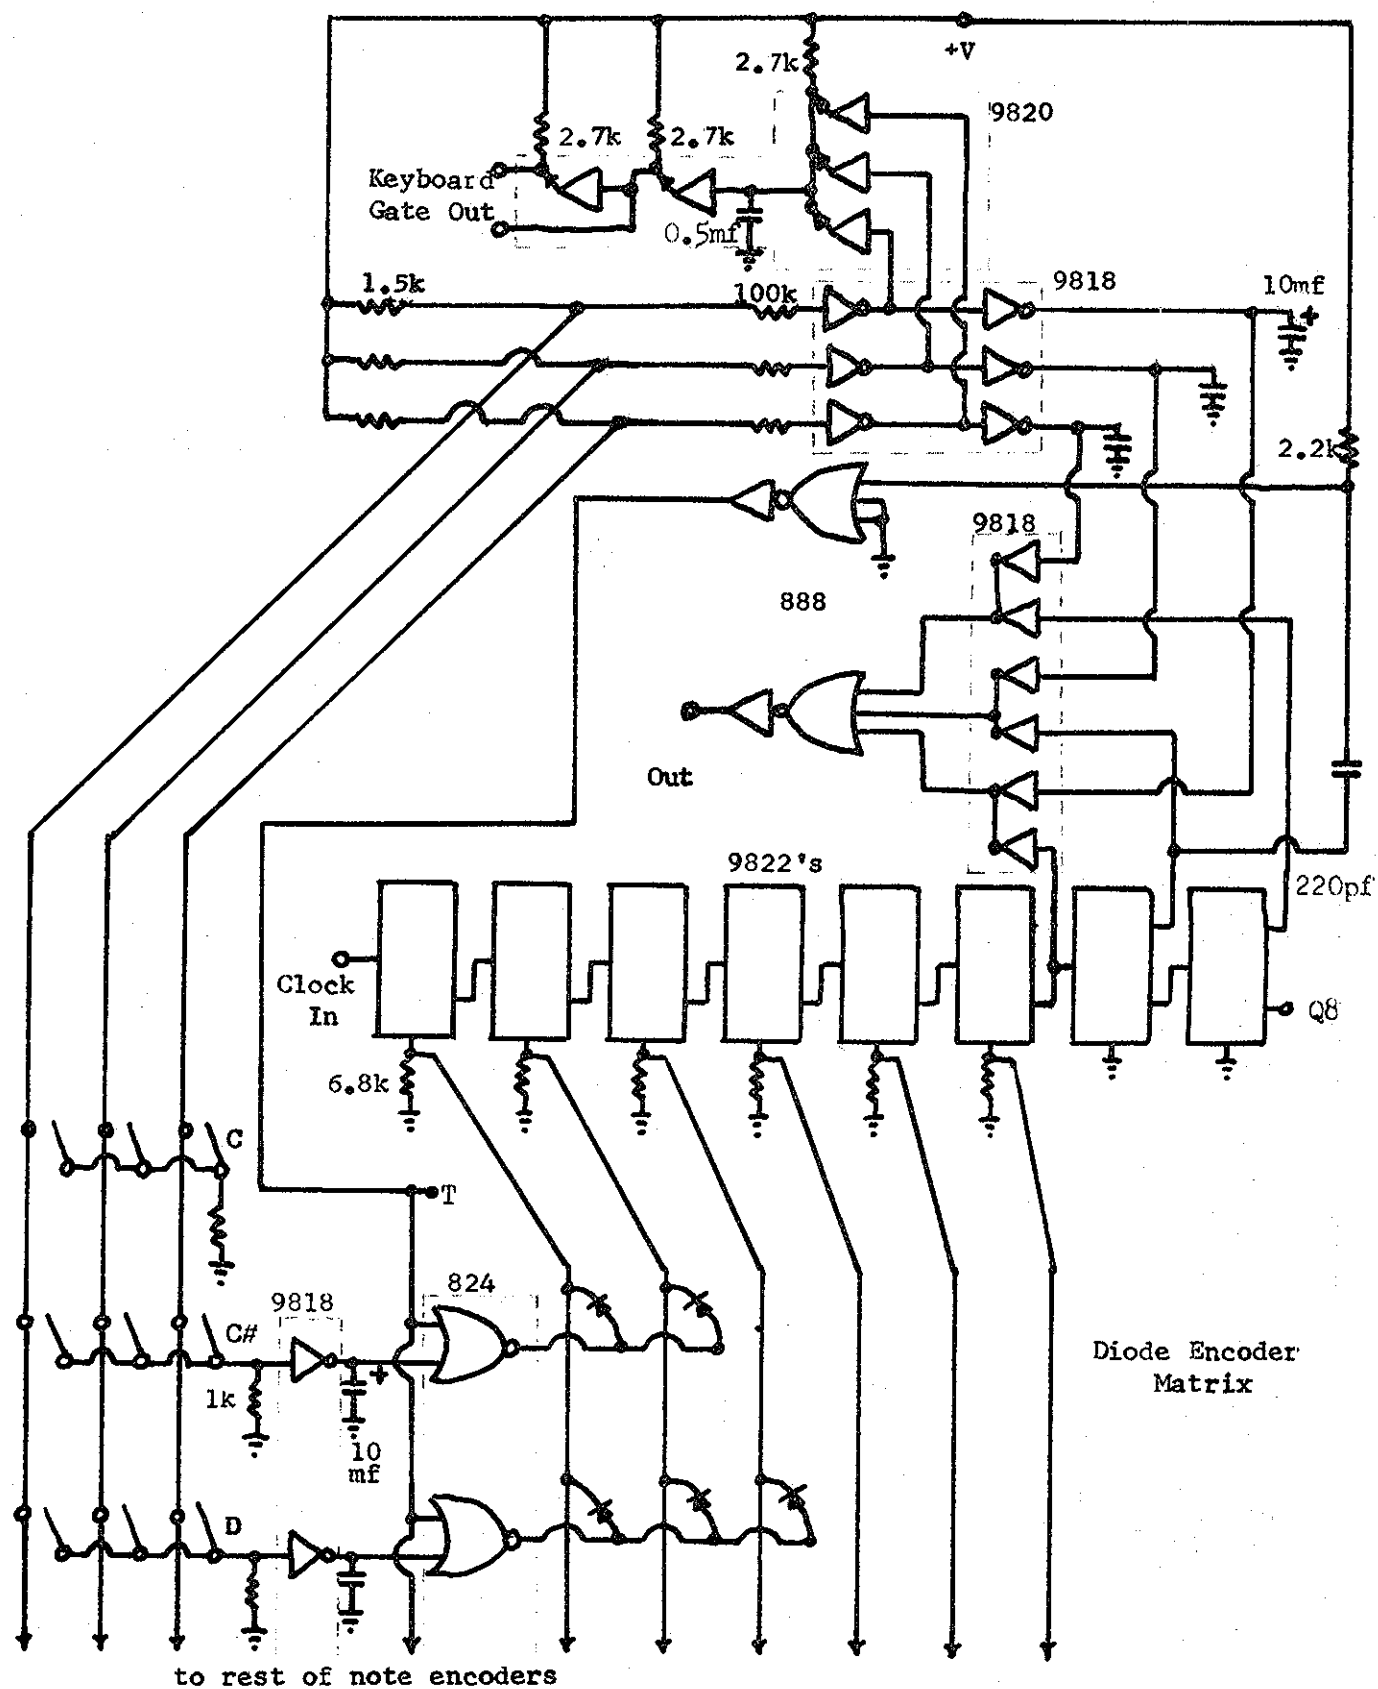 +V
2.7k
9820
2.7k
2.7k
Keyboard
Gate Out
0.5mf
1.5k
100k
9818
10mf
2.2k
9818
888
Out
9822's
220pf
Clock
In
Q8
6.8k
C
T
824
9818
C#
Diode Encoder
Matrix
1k
10
mf
D
to rest of note encoders